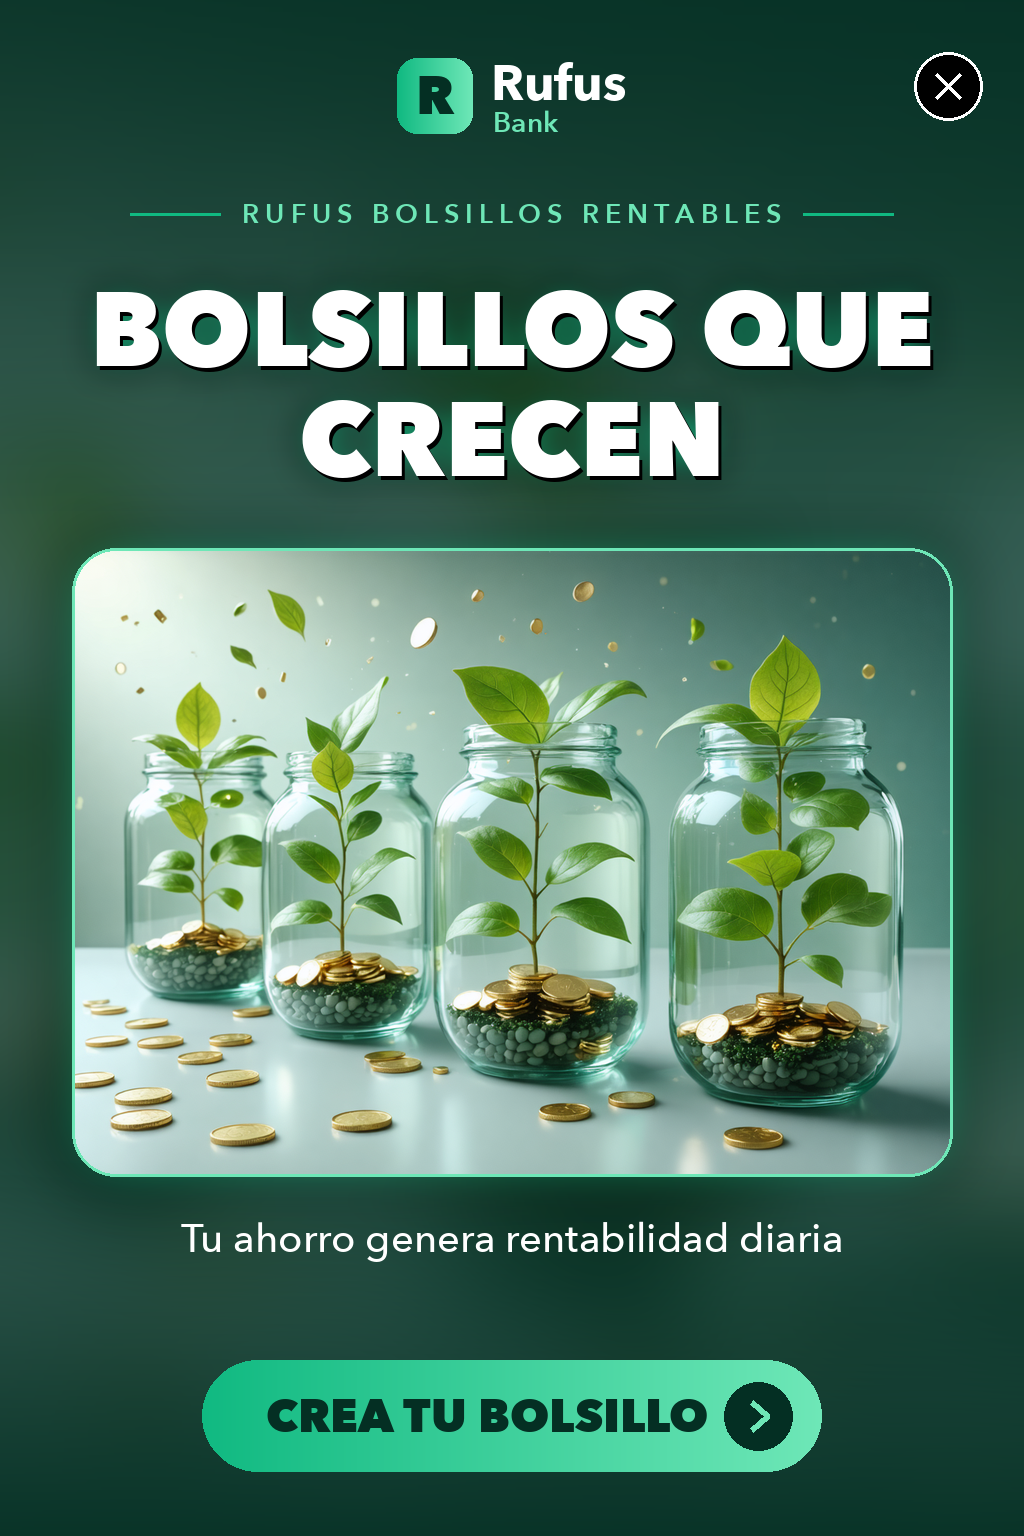 R
Rufus
Bank
RUFUS BOLSILLOS RENTABLES
BOLSILLOS QUE
CRECEN
Tu ahorro genera rentabilidad diaria
CREA TU BOLSILLO